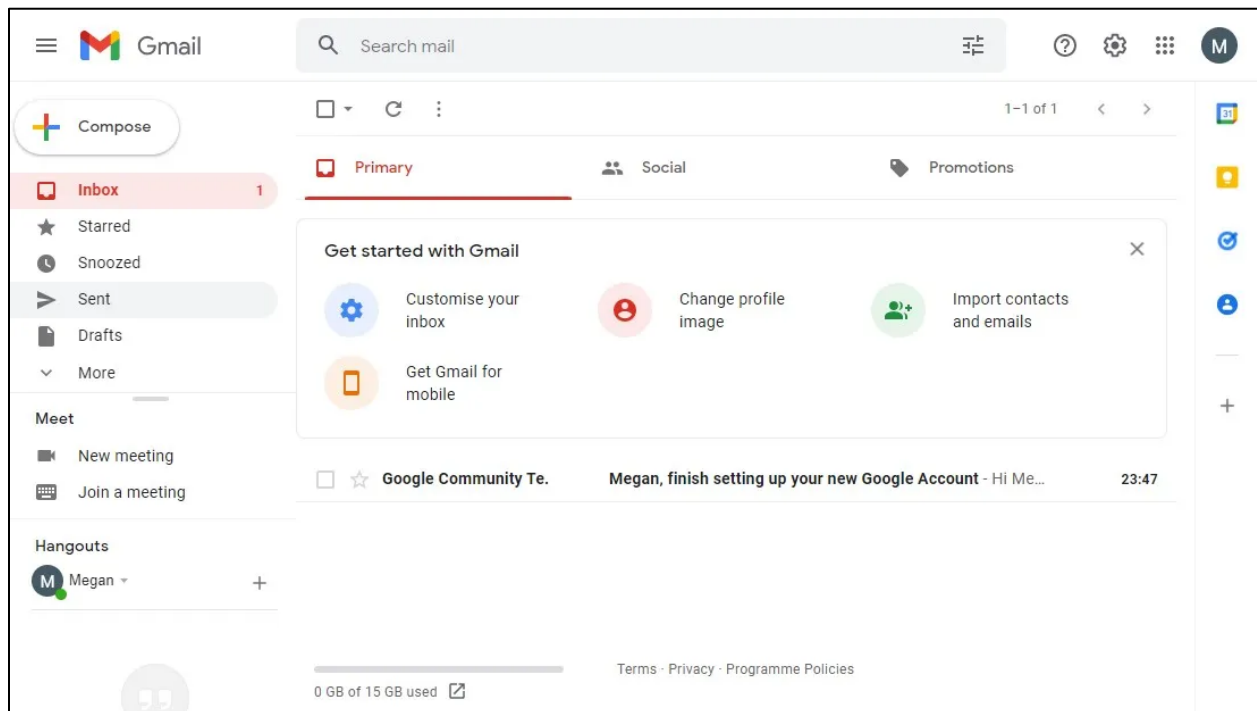 Gmail
Search mail
M
Compose
1–1 of 1
31
Primary
Social
Promotions
Inbox 1
Starred
Snoozed
Sent
Drafts
More
Get started with Gmail
Customise your
inbox
Change profile
image
Import contacts
and emails
Get Gmail for
mobile
Meet
New meeting
Join a meeting
Google Community Te. Megan, finish setting up your new Google Account - Hi Me... 23:47
Hangouts
M Megan
Terms · Privacy · Programme Policies
0 GB of 15 GB used